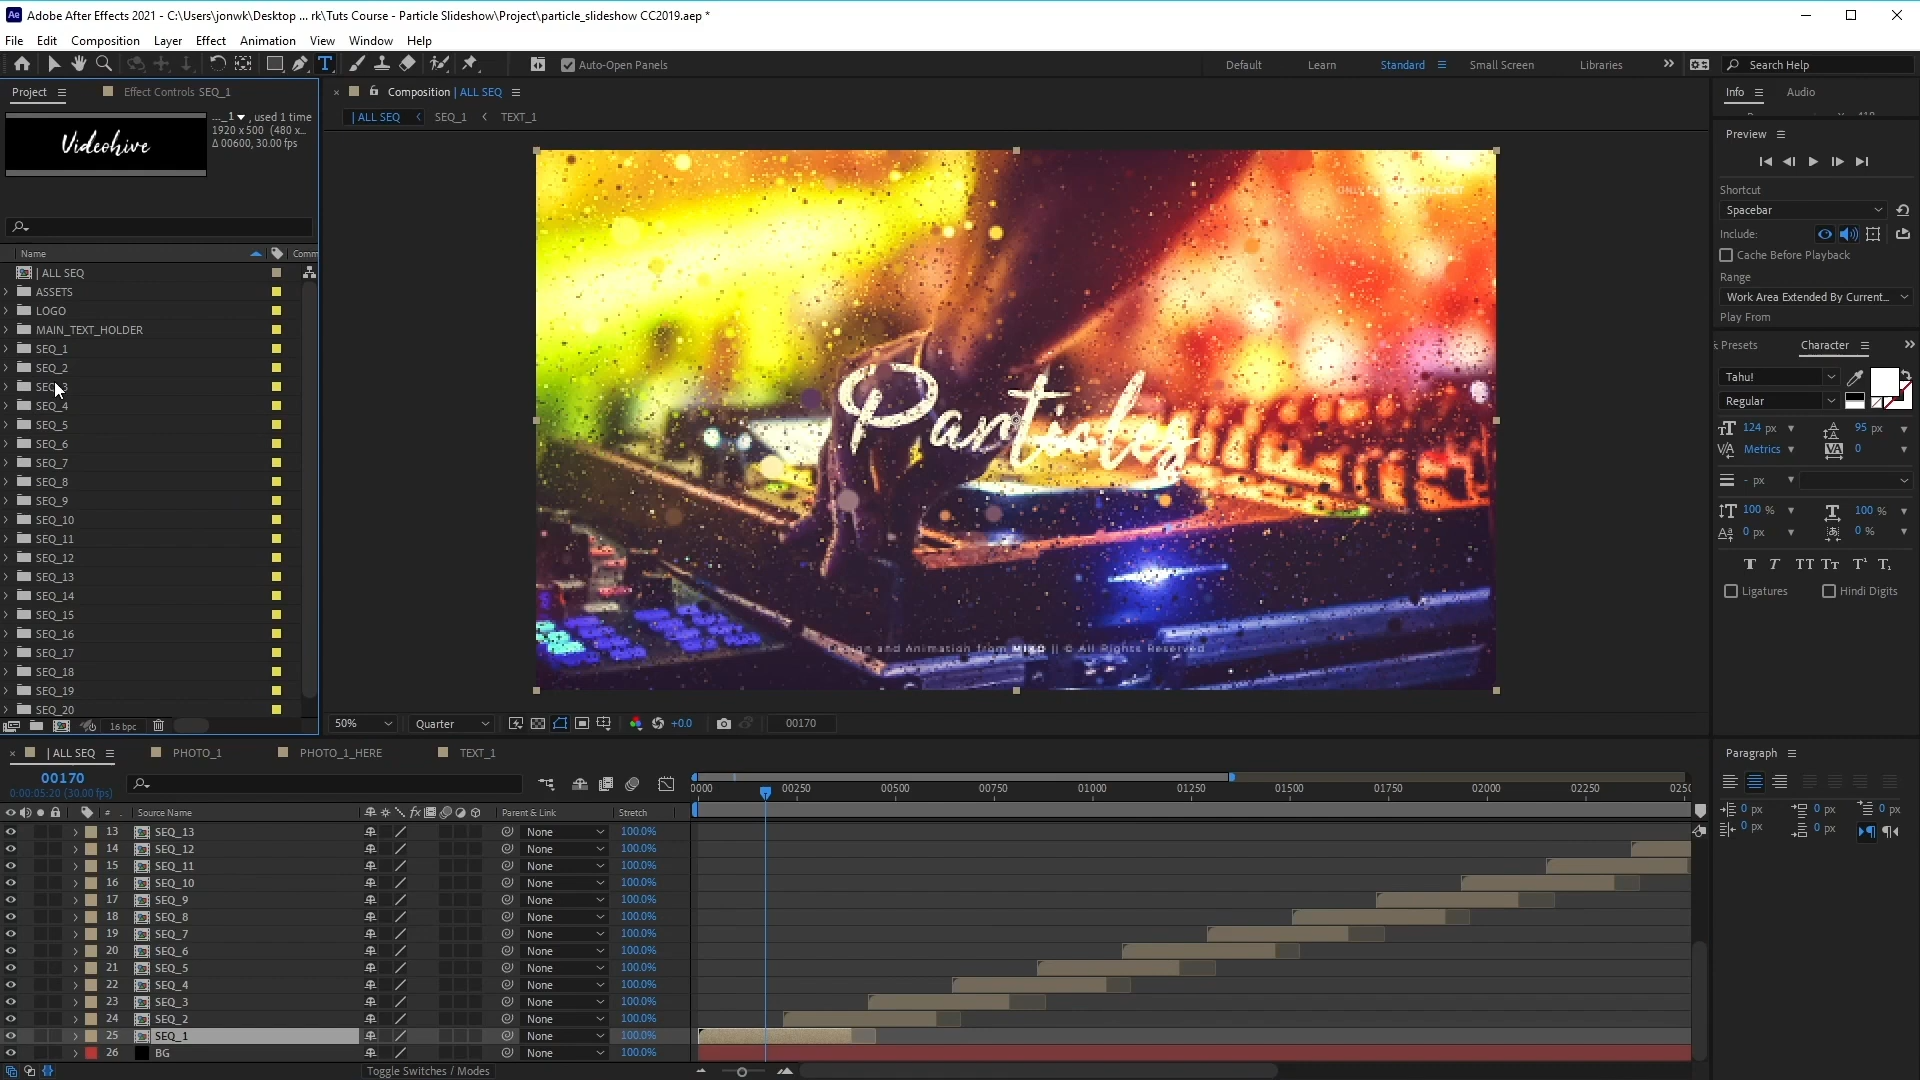 Adobe After Effects 2021 - C:\Users\jonwk\Desktop ... rk\Tuts Course - Particle Slideshow\Project\particle_slideshow CC2019.aep *
File Edit Composition Layer Effect Animation View Window Help
Auto-Open Panels
Default Learn Standard Small Screen Libraries
Search Help
Project
Effect Controls SEQ_1
..._1 , used 1 time
1920 x 500 (480 x...
Δ 00600, 30.00 fps
Videohive
Name Comm
| ALL SEQ
ASSETS
LOGO
MAIN_TEXT_HOLDER
SEQ_1
SEQ_2
SEQ_3
SEQ_4
SEQ_5
SEQ_6
SEQ_7
SEQ_8
SEQ_9
SEQ_10
SEQ_11
SEQ_12
SEQ_13
SEQ_14
SEQ_15
SEQ_16
SEQ_17
SEQ_18
SEQ_19
SEQ_20
16 bpc
Composition | ALL SEQ
| ALL SEQ SEQ_1 TEXT_1
Particles
Design and Animation from MIKO || © All Rights Reserved
50% Quarter +0.0 00170
Info Audio
Preview
Shortcut
Spacebar
Include:
Cache Before Playback
Range
Work Area Extended By Current...
Play From
Presets Character
Tahu!
Regular
124 px 95 px
Metrics 0
- px
100 % 100 %
0 px 0 %
Ligatures Hindi Digits
Paragraph
0 px 0 px 0 px
0 px 0 px
| ALL SEQ PHOTO_1 PHOTO_1_HERE TEXT_1
00170
0:00:05:20 (30.00 fps)
0000 00250 00500 00750 01000 01250 01500 01750 02000 02250 0250
# Source Name fx Parent & Link Stretch
13 SEQ_13 None 100.0%
14 SEQ_12 None 100.0%
15 SEQ_11 None 100.0%
16 SEQ_10 None 100.0%
17 SEQ_9 None 100.0%
18 SEQ_8 None 100.0%
19 SEQ_7 None 100.0%
20 SEQ_6 None 100.0%
21 SEQ_5 None 100.0%
22 SEQ_4 None 100.0%
23 SEQ_3 None 100.0%
24 SEQ_2 None 100.0%
25 SEQ_1 None 100.0%
26 BG None 100.0%
Toggle Switches / Modes